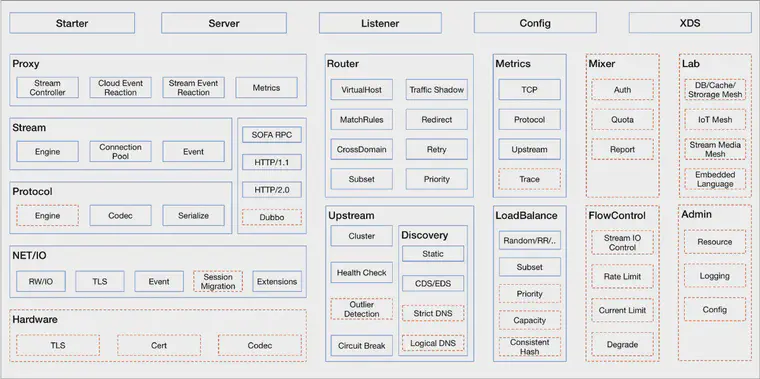 Starter
Server
Listener
Config
XDS
Proxy
Stream
Controller
Cloud Event
Reaction
Stream Event
Reaction
Metrics
Stream
Engine
Connection
Pool
Event
Protocol
Engine
Codec
Serialize
SOFA RPC
HTTP/1.1
HTTP/2.0
Dubbo
NET/IO
RW/IO
TLS
Event
Session
Migration
Extensions
Hardware
TLS
Cert
Codec
Router
VirtualHost
Traffic Shadow
MatchRules
Redirect
CrossDomain
Retry
Subset
Priority
Upstream
Cluster
Health Check
Outlier
Detection
Circuit Break
Discovery
Static
CDS/EDS
Strict DNS
Logical DNS
Metrics
TCP
Protocol
Upstream
Trace
LoadBalance
Random/RR/..
Subset
Priority
Capacity
Consistent
Hash
Mixer
Auth
Quota
Report
FlowControl
Stream IO
Control
Rate Limit
Current Limit
Degrade
Lab
DB/Cache/
Strorage Mesh
IoT Mesh
Stream Media
Mesh
Embedded
Language
Admin
Resource
Logging
Config